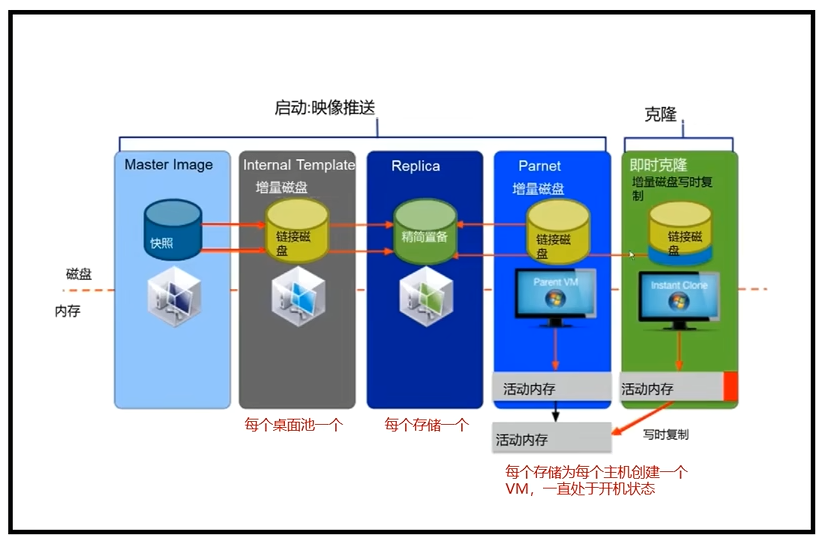 启动:映像推送
克隆
Master Image
Internal Template
Replica
Parnet
即时克隆
增量磁盘
增量磁盘
增量磁盘写时复
制
快照
链接磁
盘
精简置备
链接磁
盘
链接磁
盘
磁盘
内存
Parent VM
Instant Clone
活动内存
活动内存
每个桌面池一个
每个存储一个
活动内存
写时复制
每个存储为每个主机创建一个
VM，一直处于开机状态